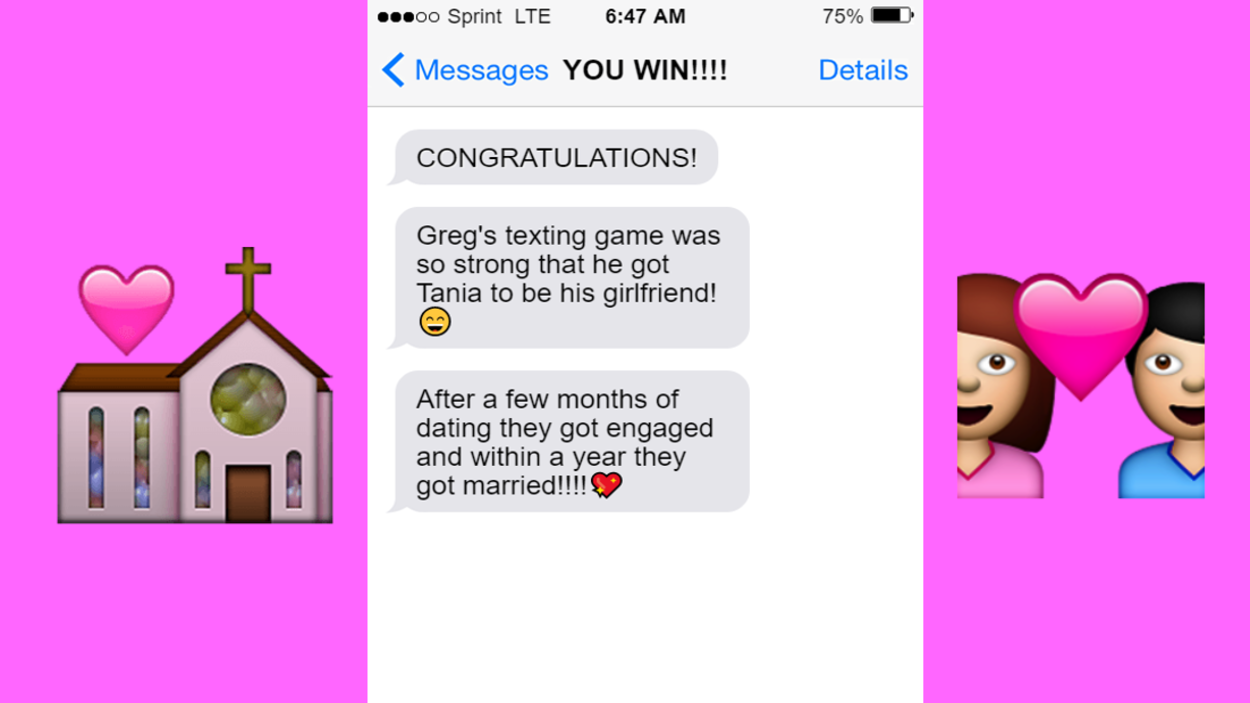 ●●●○○ Sprint LTE 6:47 AM 75%
Messages YOU WIN!!!! Details
CONGRATULATIONS!
Greg's texting game was
so strong that he got
Tania to be his girlfriend!
😄
After a few months of
dating they got engaged
and within a year they
got married!!!!💖